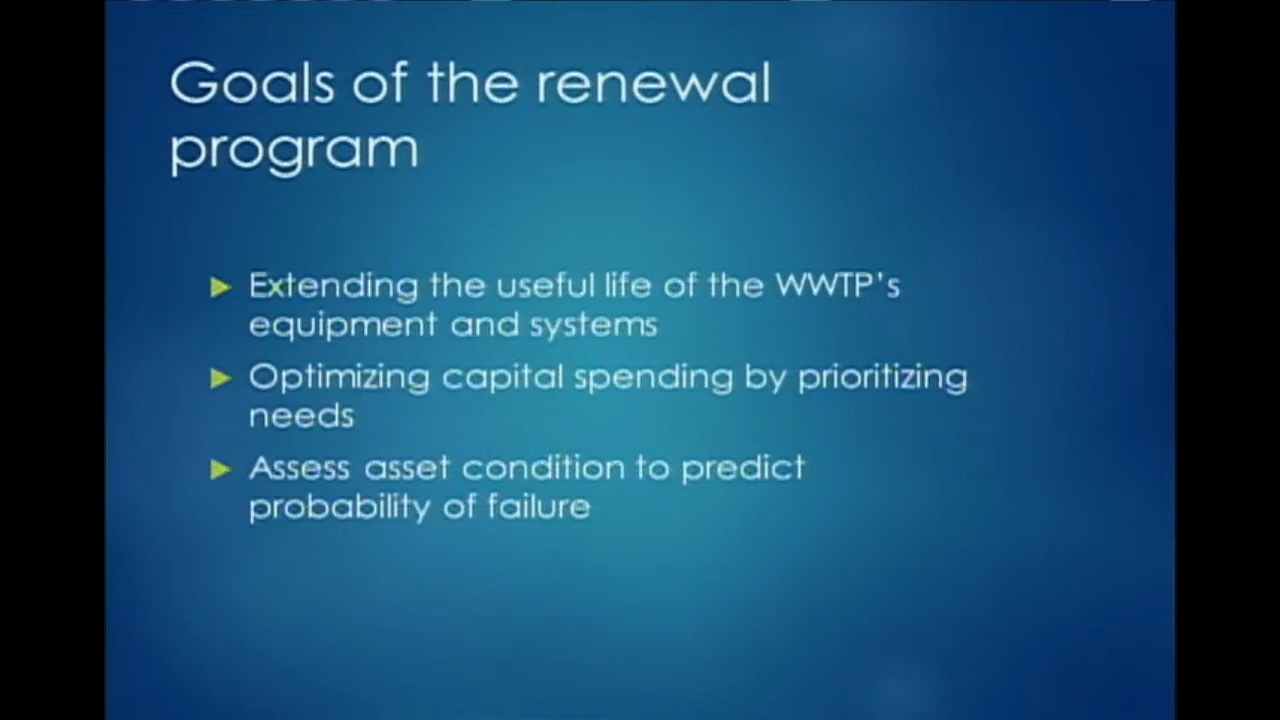 Goals of the renewal
program
Extending the useful life of the WWTP's
equipment and systems
Optimizing capital spending by prioritizing
needs
Assess asset condition to predict
probability of failure